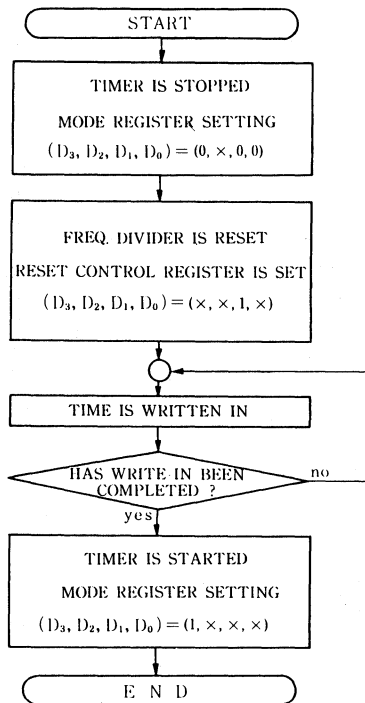 START
TIMER IS STOPPED
MODE REGISTER SETTING
(D₃, D₂, D₁, D₀) = (0, ×, 0, 0)
FREQ. DIVIDER IS RESET
RESET CONTROL REGISTER IS SET
(D₃, D₂, D₁, D₀) = (×, ×, 1, ×)
TIME IS WRITTEN IN
HAS WRITE IN BEEN
COMPLETED ?
no
yes
TIMER IS STARTED
MODE REGISTER SETTING
(D₃, D₂, D₁, D₀) = (1, ×, ×, ×)
E N D